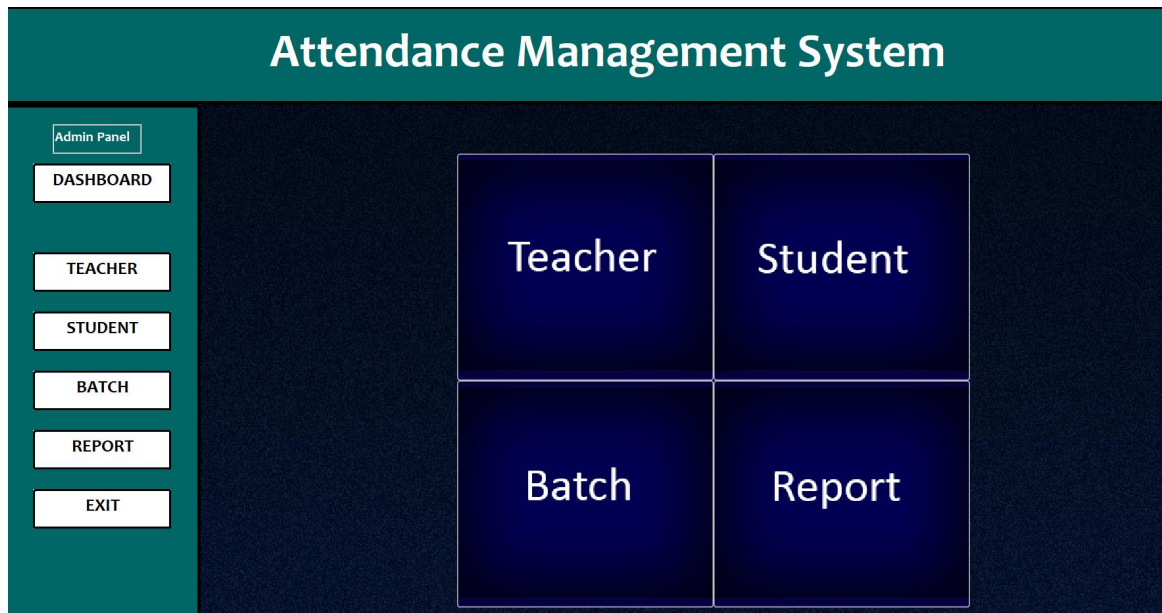 Attendance Management System
Admin Panel
DASHBOARD
TEACHER
STUDENT
BATCH
REPORT
EXIT
Teacher
Student
Batch
Report